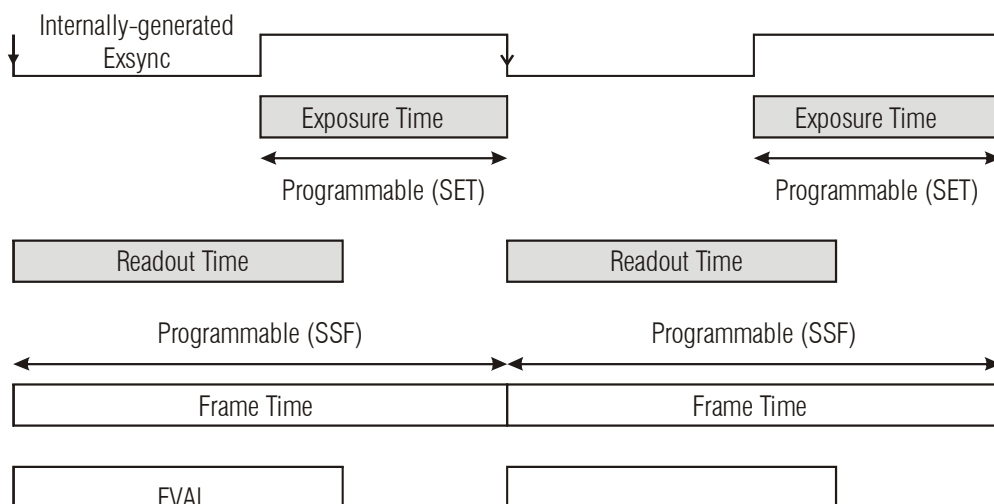 Internally-generated
Exsync
Exposure Time
Exposure Time
Programmable (SET)
Programmable (SET)
Readout Time
Readout Time
Programmable (SSF)
Programmable (SSF)
Frame Time
Frame Time